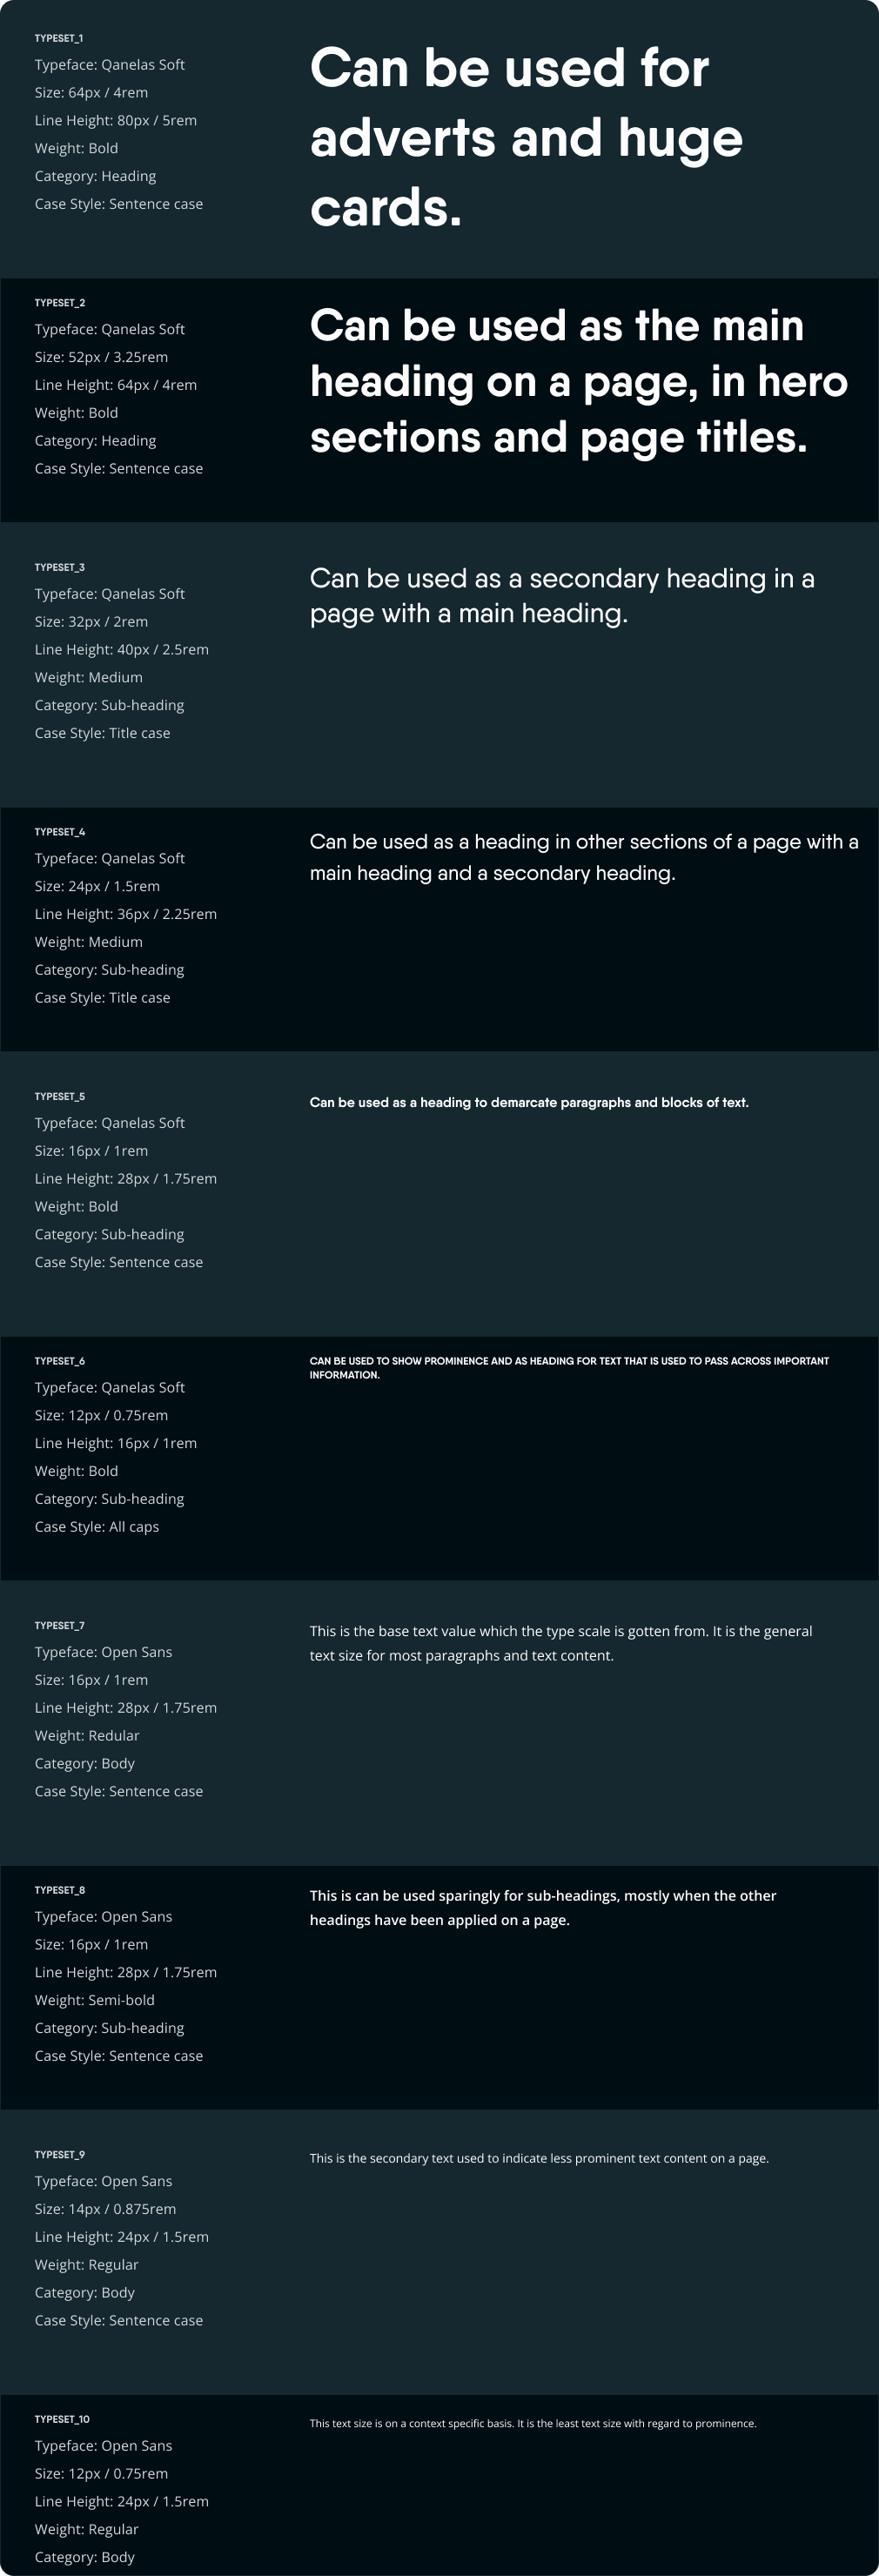 TYPESET_1
Typeface: Qanelas Soft
Size: 64px / 4rem
Line Height: 80px / 5rem
Weight: Bold
Category: Heading
Case Style: Sentence case
Can be used for
adverts and huge
cards.
TYPESET_2
Typeface: Qanelas Soft
Size: 52px / 3.25rem
Line Height: 64px / 4rem
Weight: Bold
Category: Heading
Case Style: Sentence case
Can be used as the main
heading on a page, in hero
sections and page titles.
TYPESET_3
Typeface: Qanelas Soft
Size: 32px / 2rem
Line Height: 40px / 2.5rem
Weight: Medium
Category: Sub-heading
Case Style: Title case
Can be used as a secondary heading in a
page with a main heading.
TYPESET_4
Typeface: Qanelas Soft
Size: 24px / 1.5rem
Line Height: 36px / 2.25rem
Weight: Medium
Category: Sub-heading
Case Style: Title case
Can be used as a heading in other sections of a page with a
main heading and a secondary heading.
TYPESET_5
Typeface: Qanelas Soft
Size: 16px / 1rem
Line Height: 28px / 1.75rem
Weight: Bold
Category: Sub-heading
Case Style: Sentence case
Can be used as a heading to demarcate paragraphs and blocks of text.
TYPESET_6
Typeface: Qanelas Soft
Size: 12px / 0.75rem
Line Height: 16px / 1rem
Weight: Bold
Category: Sub-heading
Case Style: All caps
CAN BE USED TO SHOW PROMINENCE AND AS HEADING FOR TEXT THAT IS USED TO PASS ACROSS IMPORTANT
INFORMATION.
TYPESET_7
Typeface: Open Sans
Size: 16px / 1rem
Line Height: 28px / 1.75rem
Weight: Redular
Category: Body
Case Style: Sentence case
This is the base text value which the type scale is gotten from. It is the general
text size for most paragraphs and text content.
TYPESET_8
Typeface: Open Sans
Size: 16px / 1rem
Line Height: 28px / 1.75rem
Weight: Semi-bold
Category: Sub-heading
Case Style: Sentence case
This is can be used sparingly for sub-headings, mostly when the other
headings have been applied on a page.
TYPESET_9
Typeface: Open Sans
Size: 14px / 0.875rem
Line Height: 24px / 1.5rem
Weight: Regular
Category: Body
Case Style: Sentence case
This is the secondary text used to indicate less prominent text content on a page.
TYPESET_10
Typeface: Open Sans
Size: 12px / 0.75rem
Line Height: 24px / 1.5rem
Weight: Regular
Category: Body
This text size is on a context specific basis. It is the least text size with regard to prominence.